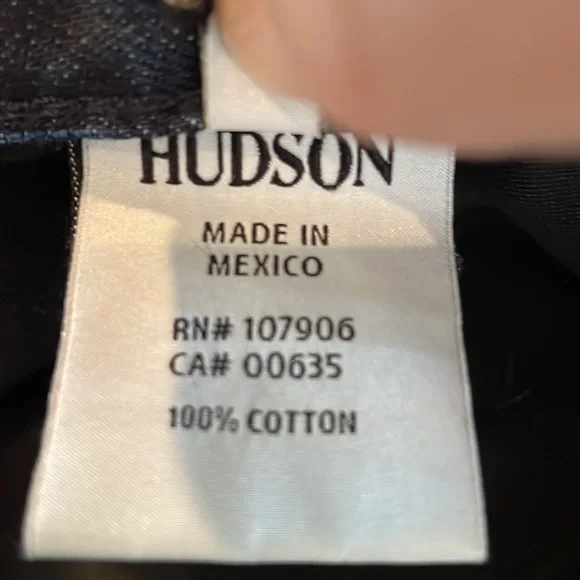 HUDSON
MADE IN
MEXICO
RN# 107906
CA# 00635
100% COTTON